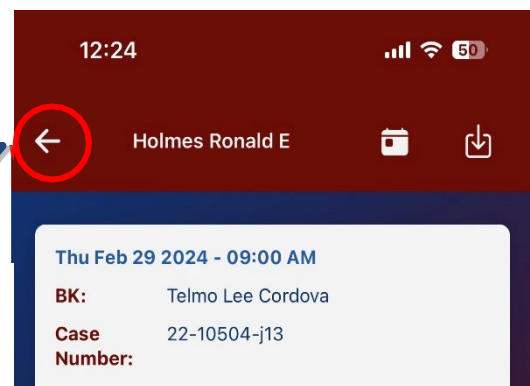 12:24 50
Holmes Ronald E
Thu Feb 29 2024 - 09:00 AM
BK: Telmo Lee Cordova
Case Number: 22-10504-j13